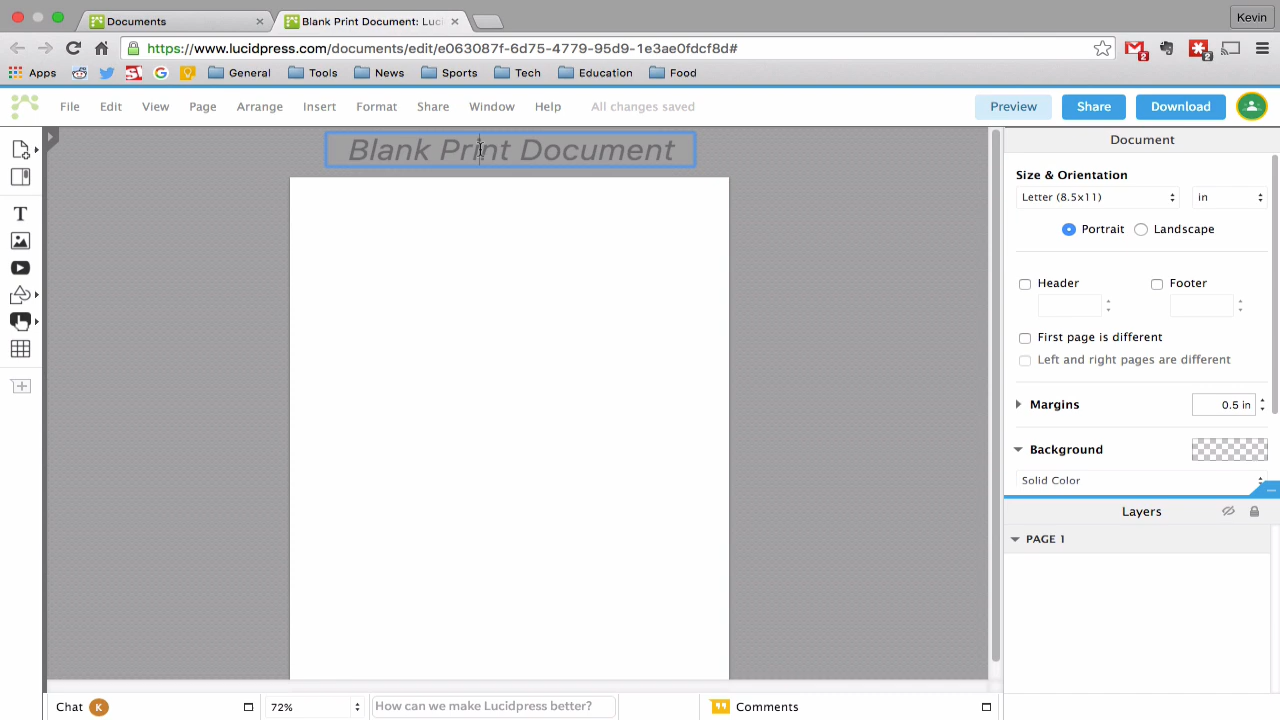 Documents
Blank Print Document: Luci
Kevin
https://www.lucidpress.com/documents/edit/e063087f-6d75-4779-95d9-1e3ae0fdcf8d#
2
2
Apps
General
Tools
News
Sports
Tech
Education
Food
File
Edit
View
Page
Arrange
Insert
Format
Share
Window
Help
All changes saved
Preview
Share
Download
Blank Print Document
Document
Size & Orientation
Letter (8.5x11)
in
Portrait
Landscape
Header
Footer
First page is different
Left and right pages are different
Margins
0.5 in
Background
Solid Color
Layers
PAGE 1
Chat
K
72%
How can we make Lucidpress better?
Comments